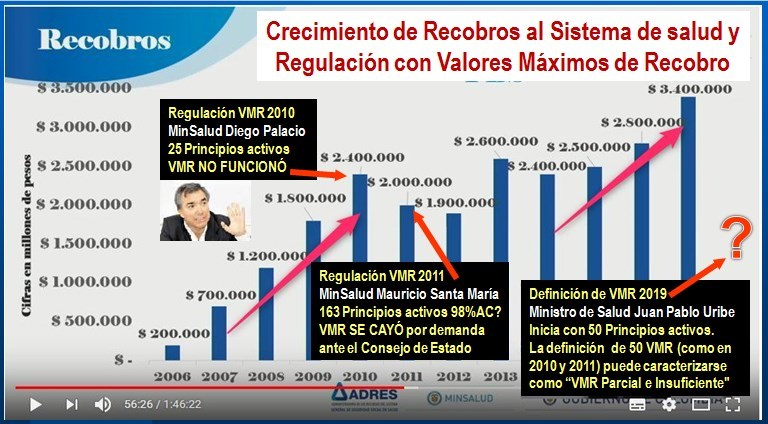 Recobros
Crecimiento de Recobros al Sistema de salud y
Regulación con Valores Máximos de Recobro
Cifras en millones de pesos
$ 3.500.000
$ 3.000.000
$ 2.500.000
$ 2.000.000
$ 1.500.000
$ 1.000.000
$ 500.000
$ -
Regulación VMR 2010
MinSalud Diego Palacio
25 Principios activos
VMR NO FUNCIONÓ
$ 200.000
$ 700.000
$ 1.200.000
$ 1.800.000
$ 2.400.000
$ 2.000.000
$ 1.900.000
$ 2.600.000
$ 2.400.000
$ 2.500.000
$ 2.800.000
$ 3.400.000
?
Regulación VMR 2011
MinSalud Mauricio Santa María
163 Principios activos 98%AC?
VMR SE CAYÓ por demanda
ante el Consejo de Estado
Definición de VMR 2019
Ministro de Salud Juan Pablo Uribe
Inicia con 50 Principios activos.
La definición de 50 VMR (como en
2010 y 2011) puede caracterizarse
como “VMR Parcial e Insuficiente"
2006 2007 2008 2009 2010 2011 2012 2013
ADRES
MINSALUD
56:26 / 1:46:22